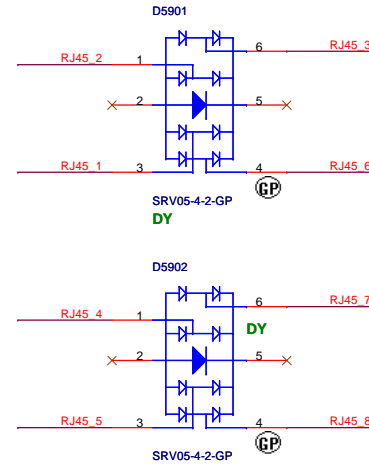 D5901
RJ45_2 1 6 RJ45_3
2 5
RJ45_1 3 4 RJ45_6
GP
SRV05-4-2-GP
DY
D5902
RJ45_4 1 6 RJ45_7
DY
2 5
RJ45_5 3 4 RJ45_8
GP
SRV05-4-2-GP